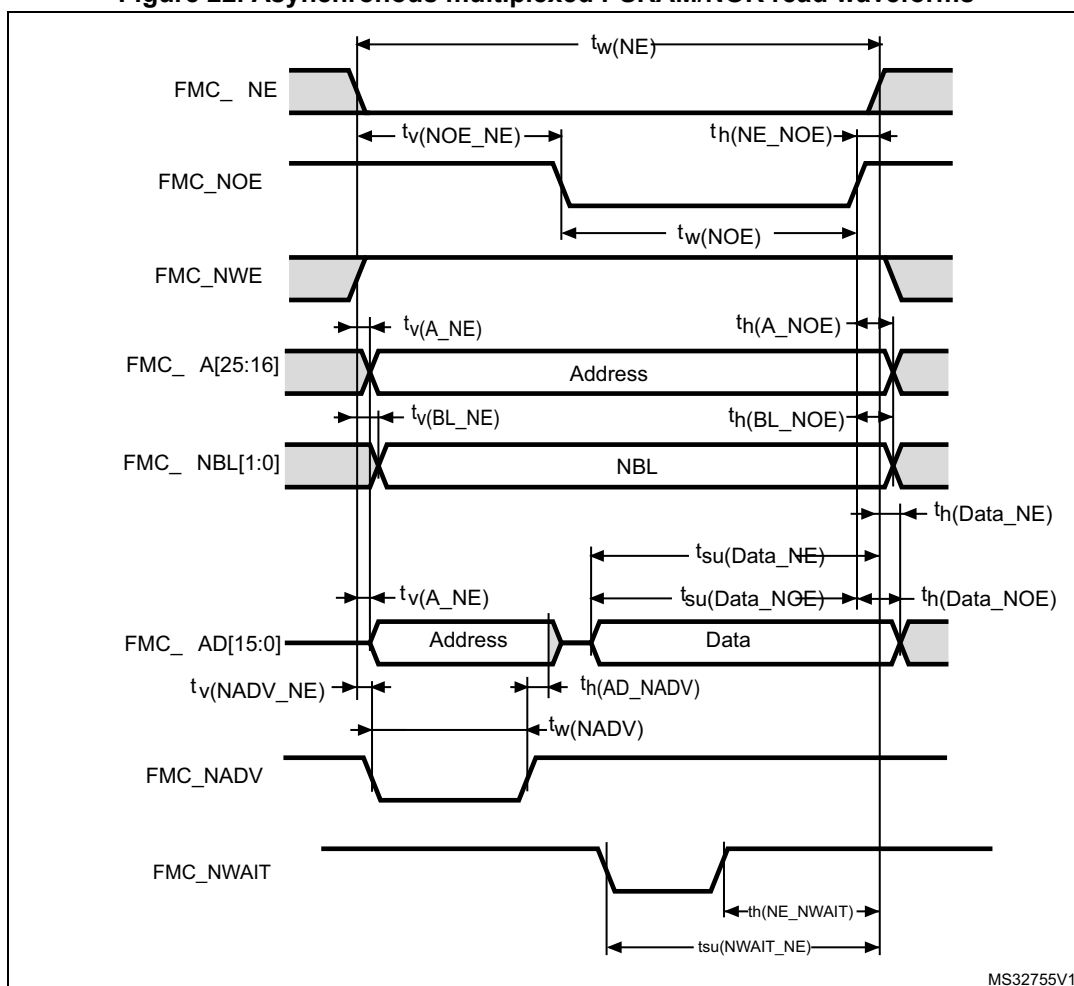 Figure 22. Asynchronous multiplexed PSRAM/NOR read waveforms
tw(NE)
FMC_ NE
tv(NOE_NE)
th(NE_NOE)
FMC_NOE
tw(NOE)
FMC_NWE
tv(A_NE)
th(A_NOE)
FMC_ A[25:16]
Address
tv(BL_NE)
th(BL_NOE)
FMC_ NBL[1:0]
NBL
th(Data_NE)
tsu(Data_NE)
tv(A_NE)
tsu(Data_NOE)
th(Data_NOE)
FMC_ AD[15:0]
Address
Data
tv(NADV_NE)
th(AD_NADV)
tw(NADV)
FMC_NADV
FMC_NWAIT
th(NE_NWAIT)
tsu(NWAIT_NE)
MS32755V1